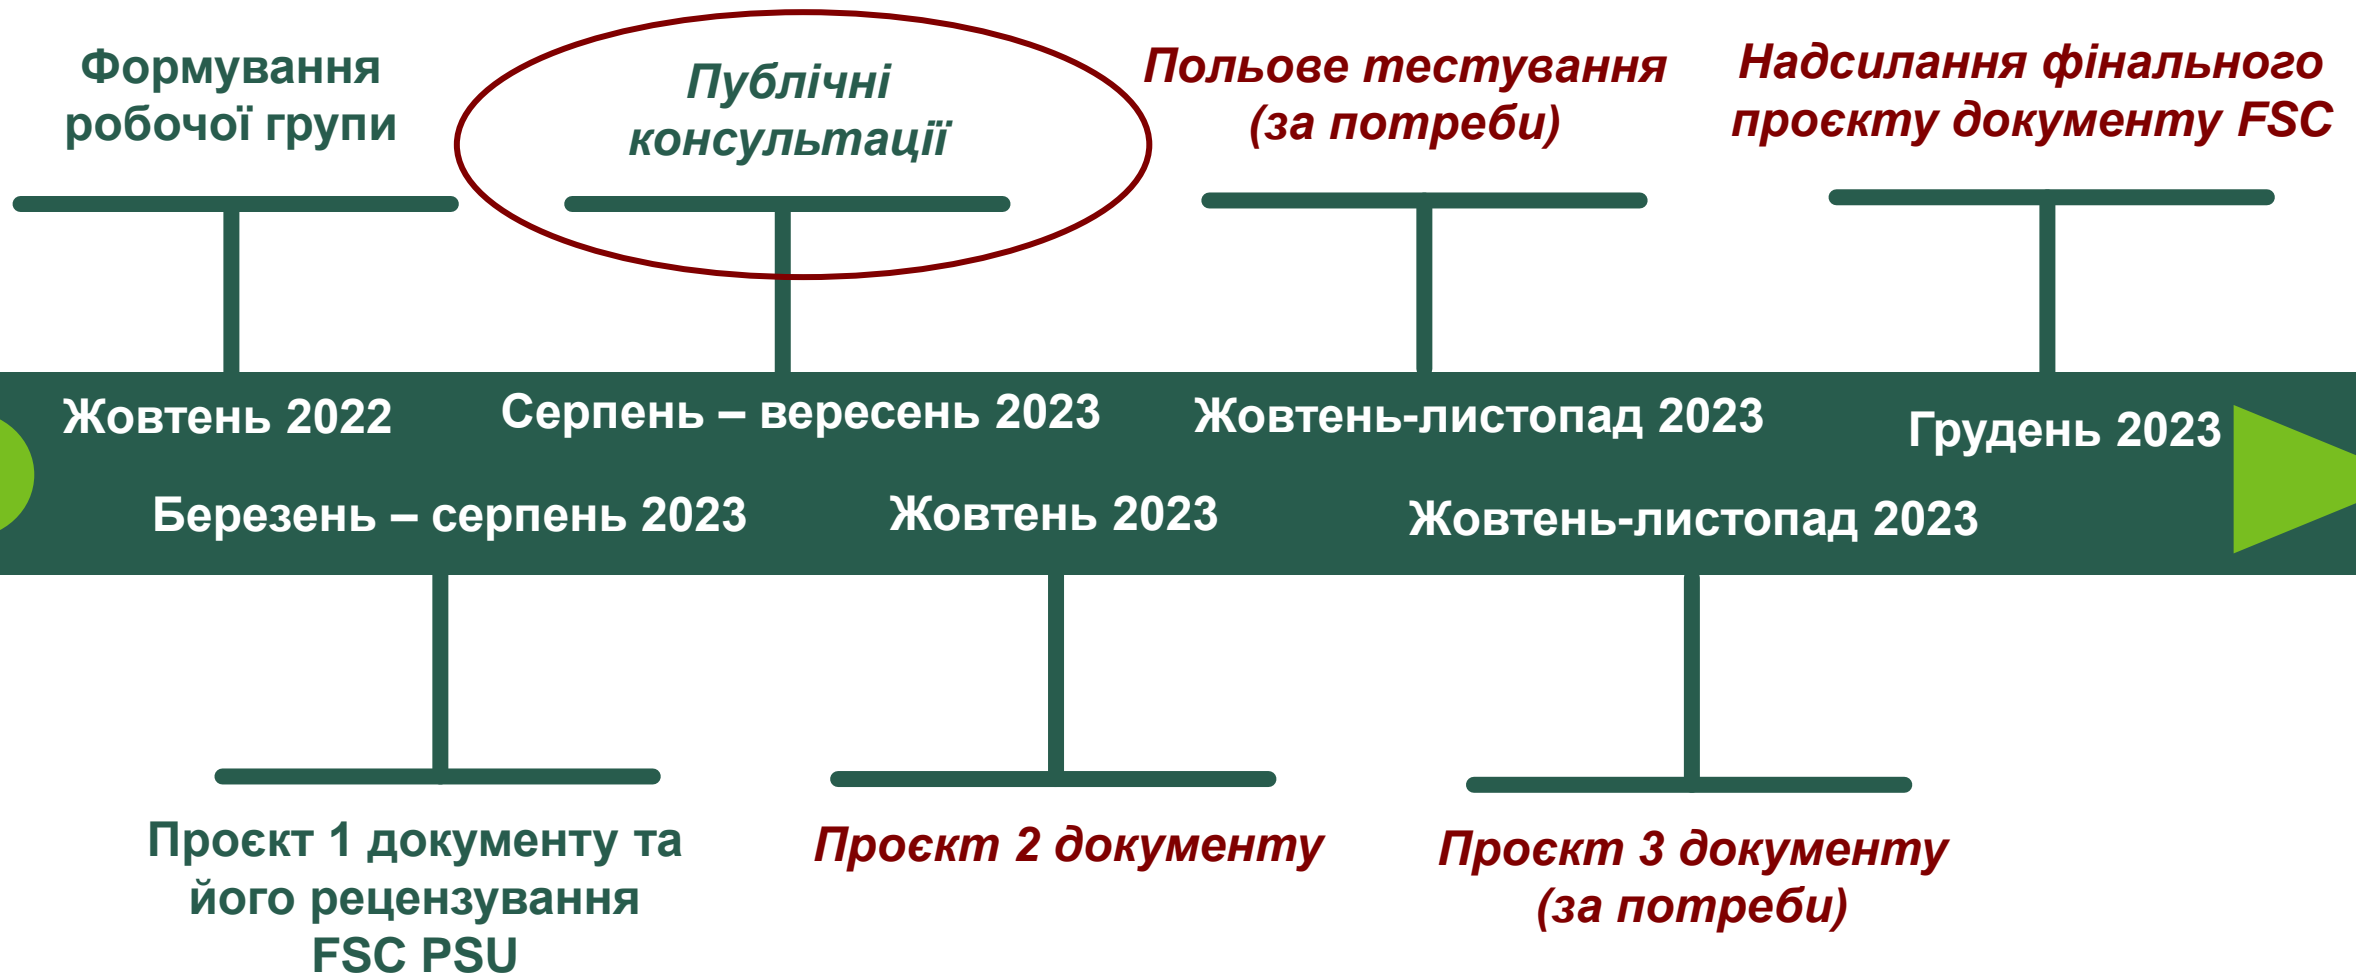 Формування
робочої групи
Публічні
консультації
Польове тестування
(за потреби)
Надсилання фінального
проєкту документу FSC
Жовтень 2022
Серпень – вересень 2023
Жовтень-листопад 2023
Грудень 2023
Березень – серпень 2023
Жовтень 2023
Жовтень-листопад 2023
Проєкт 1 документу та
його рецензування
FSC PSU
Проєкт 2 документу
Проєкт 3 документу
(за потреби)